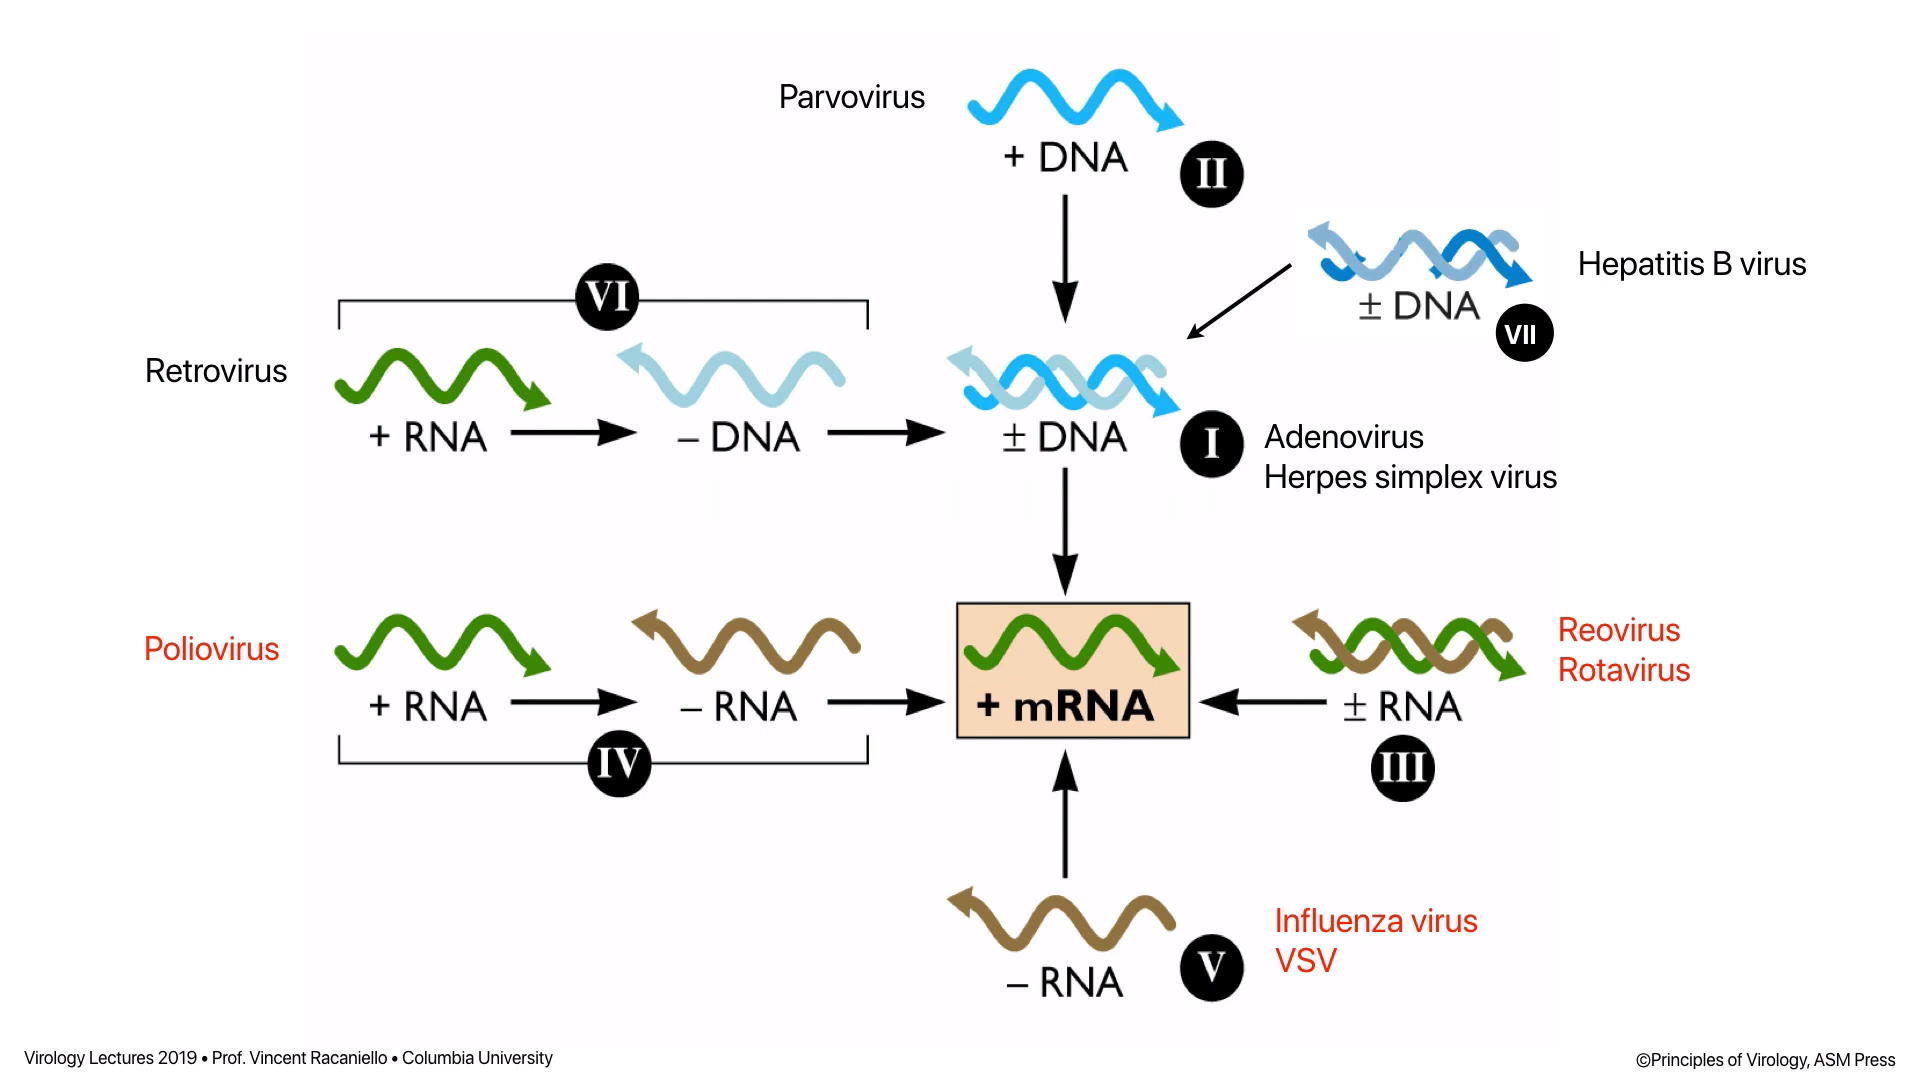 Parvovirus
+ DNA
II
Hepatitis B virus
± DNA
VII
VI
Retrovirus
+ RNA
– DNA
± DNA
I
Adenovirus
Herpes simplex virus
Poliovirus
+ RNA
– RNA
+ mRNA
± RNA
Reovirus
Rotavirus
IV
III
– RNA
V
Influenza virus
VSV
Virology Lectures 2019 • Prof. Vincent Racaniello • Columbia University
©Principles of Virology, ASM Press